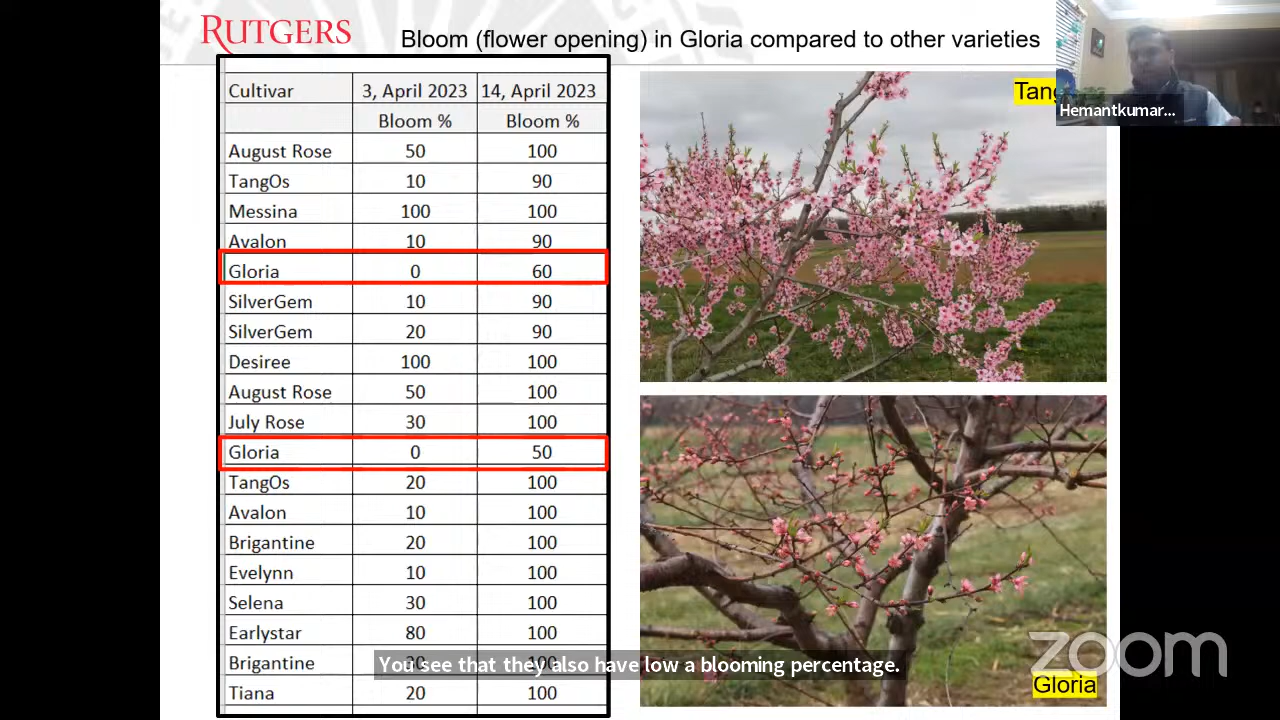 RUTGERS
Bloom (flower opening) in Gloria compared to other varieties
Hemantkumar...
Cultivar 3, April 2023 14, April 2023
Bloom % Bloom %
August Rose 50 100
TangOs 10 90
Messina 100 100
Avalon 10 90
Gloria 0 60
SilverGem 10 90
SilverGem 20 90
Desiree 100 100
August Rose 50 100
July Rose 30 100
Gloria 0 50
TangOs 20 100
Avalon 10 100
Brigantine 20 100
Evelynn 10 100
Selena 30 100
Earlystar 80 100
Brigantine 100
Tiana 20 100
You see that they also have low a blooming percentage.
zoom
Gloria